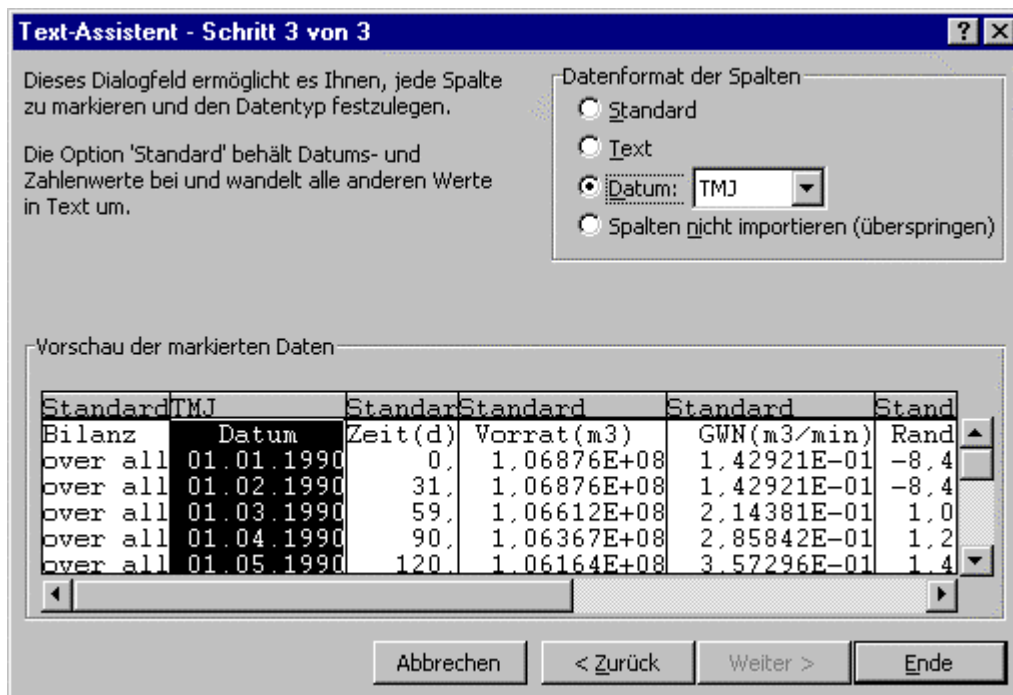 Text-Assistent - Schritt 3 von 3
Dieses Dialogfeld ermöglicht es Ihnen, jede Spalte
zu markieren und den Datentyp festzulegen.
Die Option 'Standard' behält Datums- und
Zahlenwerte bei und wandelt alle anderen Werte
in Text um.
Datenformat der Spalten
Standard
Text
Datum: TMJ
Spalten nicht importieren (überspringen)
Vorschau der markierten Daten
Standard TMJ Standar Standard Standard Stand
Bilanz Datum Zeit(d) Vorrat(m3) GWN(m3/min) Rand
over all 01.01.1990 0, 1,06876E+08 1,42921E-01 -8,4
over all 01.02.1990 31, 1,06876E+08 1,42921E-01 -8,4
over all 01.03.1990 59, 1,06612E+08 2,14381E-01 1,0
over all 01.04.1990 90, 1,06367E+08 2,85842E-01 1,2
over all 01.05.1990 120, 1,06164E+08 3,57296E-01 1,4
Abbrechen < Zurück Weiter > Ende